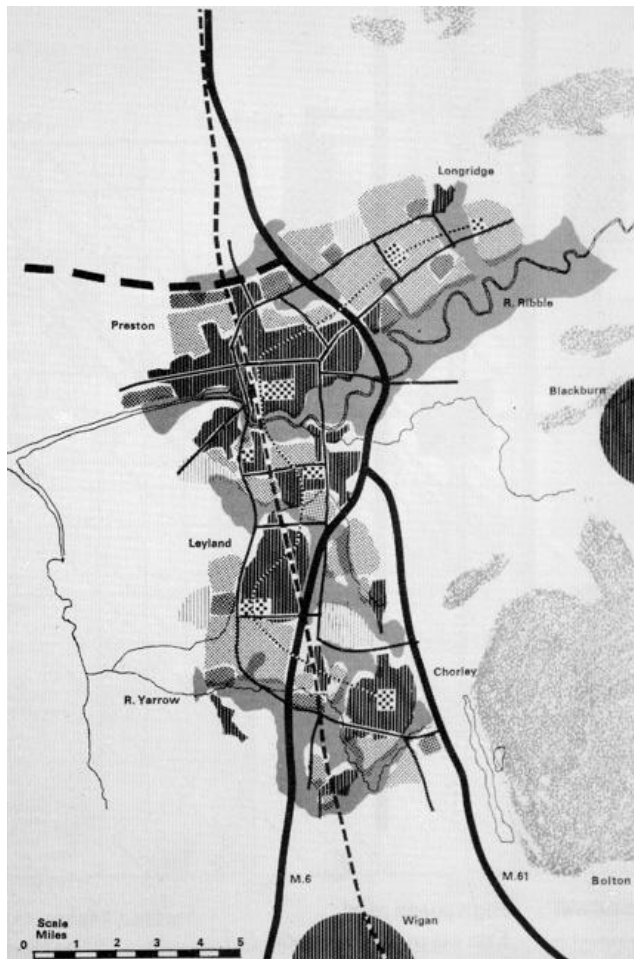 Longridge
R. Ribble
Preston
Blackburn
Leyland
Chorley
R. Yarrow
M.6
M.61
Bolton
Wigan
Scale
Miles
0 1 2 3 4 5